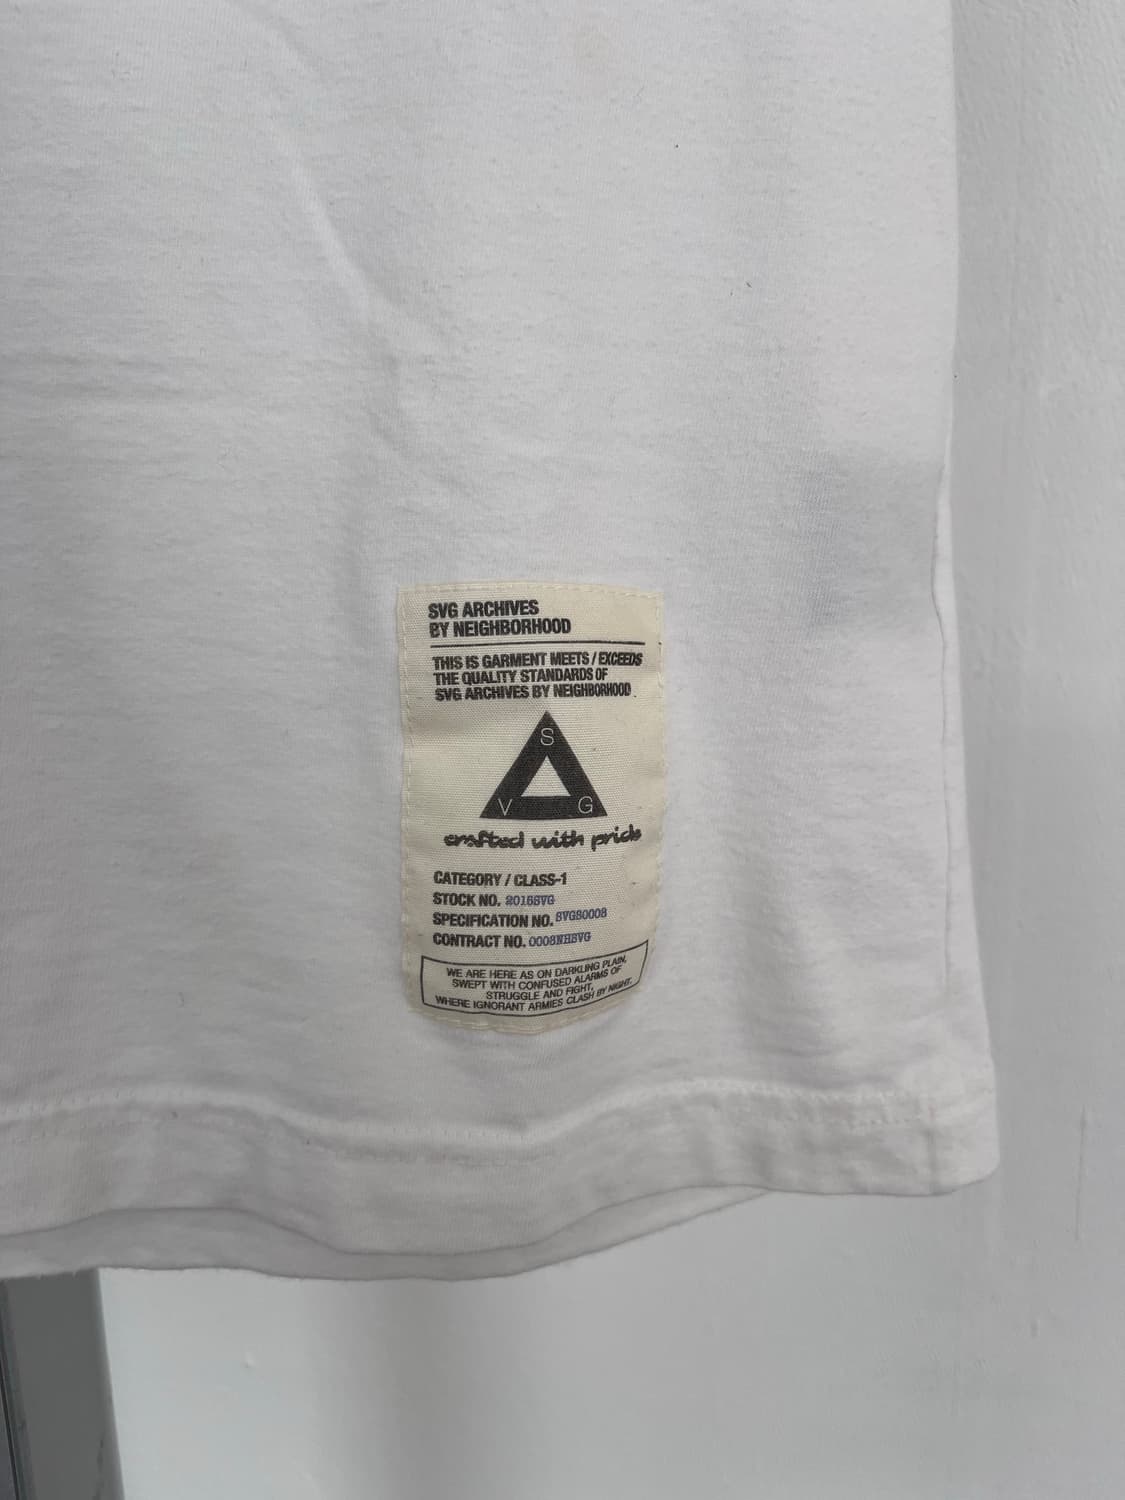 SVG ARCHIVES
BY NEIGHBORHOOD
THIS IS GARMENT MEETS / EXCEEDS
THE QUALITY STANDARDS OF
SVG ARCHIVES BY NEIGHBORHOOD
S
V G
crafted with pride
CATEGORY / CLASS-1
STOCK NO. 2016SVG
SPECIFICATION NO. SVGS0008
CONTRACT NO. 0008NHSVG
WE ARE HERE AS ON DARKLING PLAIN,
SWEPT WITH CONFUSED ALARMS OF
STRUGGLE AND FIGHT,
WHERE IGNORANT ARMIES CLASH BY NIGHT.